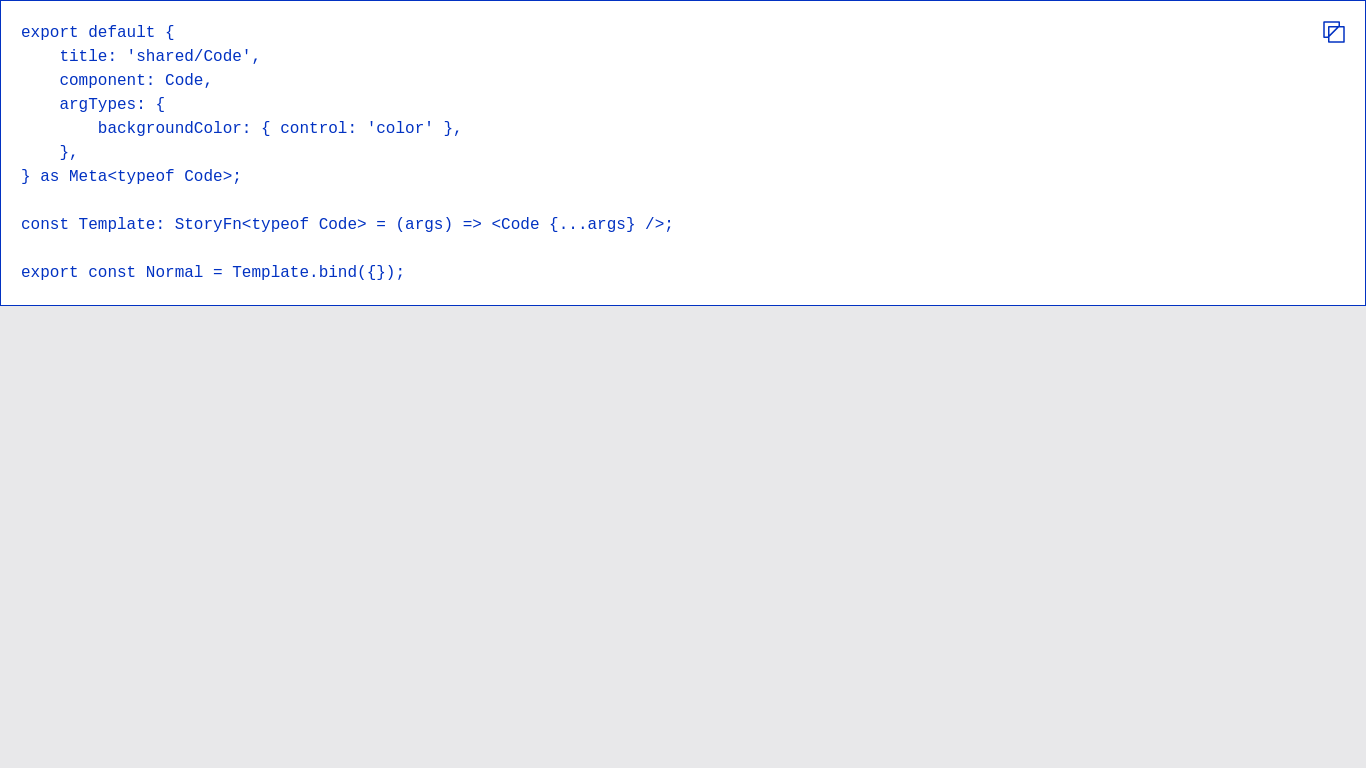 export default {
    title: 'shared/Code',
    component: Code,
    argTypes: {
        backgroundColor: { control: 'color' },
    },
} as Meta<typeof Code>;

const Template: StoryFn<typeof Code> = (args) => <Code {...args} />;

export const Normal = Template.bind({});